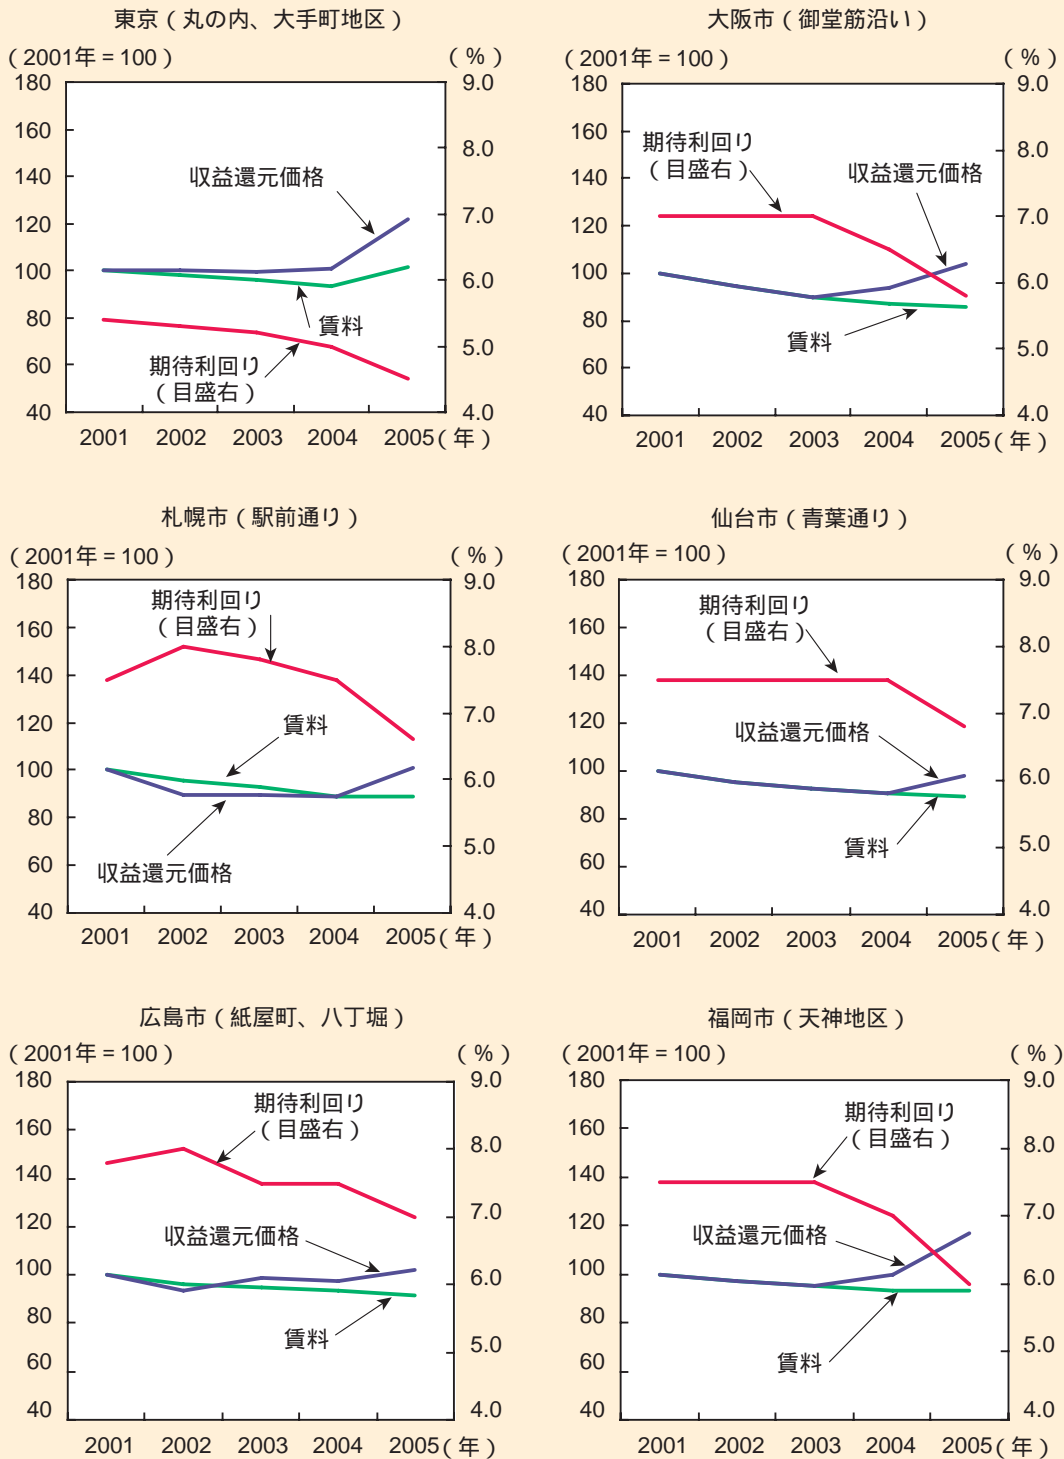 東京（丸の内、大手町地区）
（2001年＝100） （%）
180 9.0
160 8.0
140 7.0
120 6.0
100 5.0
80 4.0
60
40
収益還元価格
賃料
期待利回り
（目盛右）
2001 2002 2003 2004 2005（年）
大阪市（御堂筋沿い）
（2001年＝100） （%）
180 9.0
160 8.0
140 7.0
120 6.0
100 5.0
80 4.0
60
40
期待利回り
（目盛右）
収益還元価格
賃料
2001 2002 2003 2004 2005（年）
札幌市（駅前通り）
（2001年＝100） （%）
180 9.0
160 8.0
140 7.0
120 6.0
100 5.0
80 4.0
60
40
期待利回り
（目盛右）
賃料
収益還元価格
2001 2002 2003 2004 2005（年）
仙台市（青葉通り）
（2001年＝100） （%）
180 9.0
160 8.0
140 7.0
120 6.0
100 5.0
80 4.0
60
40
期待利回り
（目盛右）
収益還元価格
賃料
2001 2002 2003 2004 2005（年）
広島市（紙屋町、八丁堀）
（2001年＝100） （%）
180 9.0
160 8.0
140 7.0
120 6.0
100 5.0
80 4.0
60
40
期待利回り
（目盛右）
収益還元価格
賃料
2001 2002 2003 2004 2005（年）
福岡市（天神地区）
（2001年＝100） （%）
180 9.0
160 8.0
140 7.0
120 6.0
100 5.0
80 4.0
60
40
期待利回り
（目盛右）
収益還元価格
賃料
2001 2002 2003 2004 2005（年）